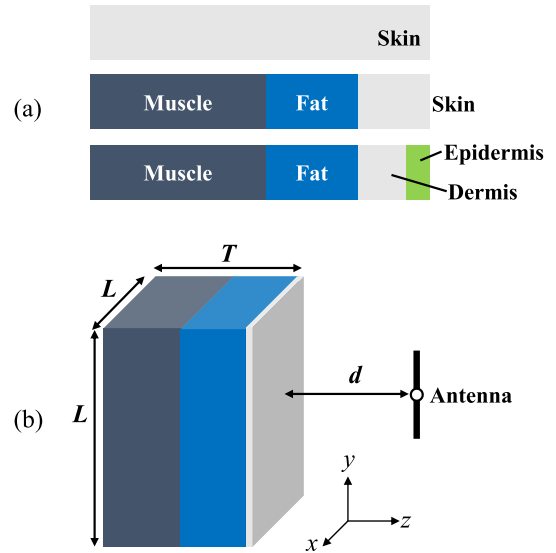 Skin
(a)
Muscle Fat Skin
Muscle Fat Epidermis
Dermis
(b)
T
L
L
d
Antenna
y
x
z